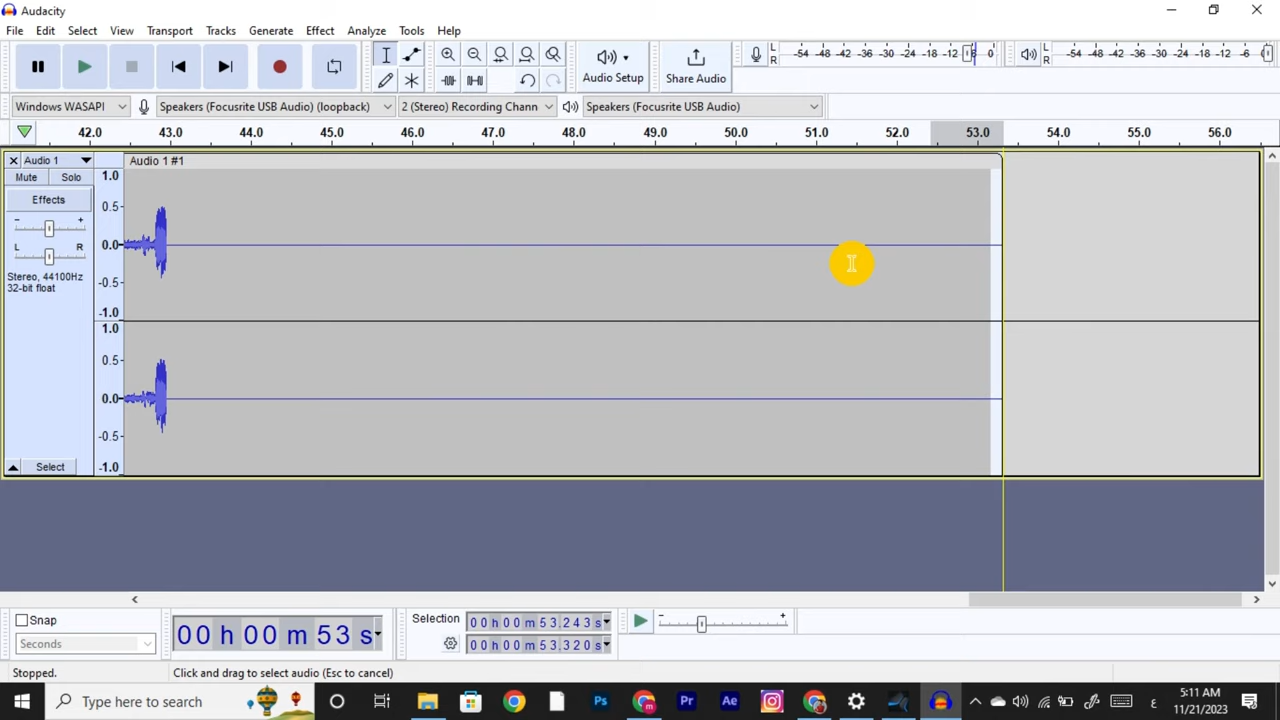 Audacity
File Edit Select View Transport Tracks Generate Effect Analyze Tools Help
Audio Setup
Share Audio
L R -54 -48 -42 -36 -30 -24 -18 -12 -6 0
L R -54 -48 -42 -36 -30 -24 -18 -12 -6
Windows WASAPI Speakers (Focusrite USB Audio) (loopback) 2 (Stereo) Recording Chann Speakers (Focusrite USB Audio)
42.0 43.0 44.0 45.0 46.0 47.0 48.0 49.0 50.0 51.0 52.0 53.0 54.0 55.0 56.0
Audio 1 Audio 1 #1
Mute Solo
Effects
- +
L R
Stereo, 44100Hz
32-bit float
Select
1.0
0.5
0.0
-0.5
-1.0
1.0
0.5
0.0
-0.5
-1.0
Snap
Seconds
00 h 00 m 53 s
Selection
00 h 00 m 53.243 s
00 h 00 m 53.320 s
- +
Stopped. Click and drag to select audio (Esc to cancel)
Type here to search
Ps Pr Ae
ع
5:11 AM
11/21/2023